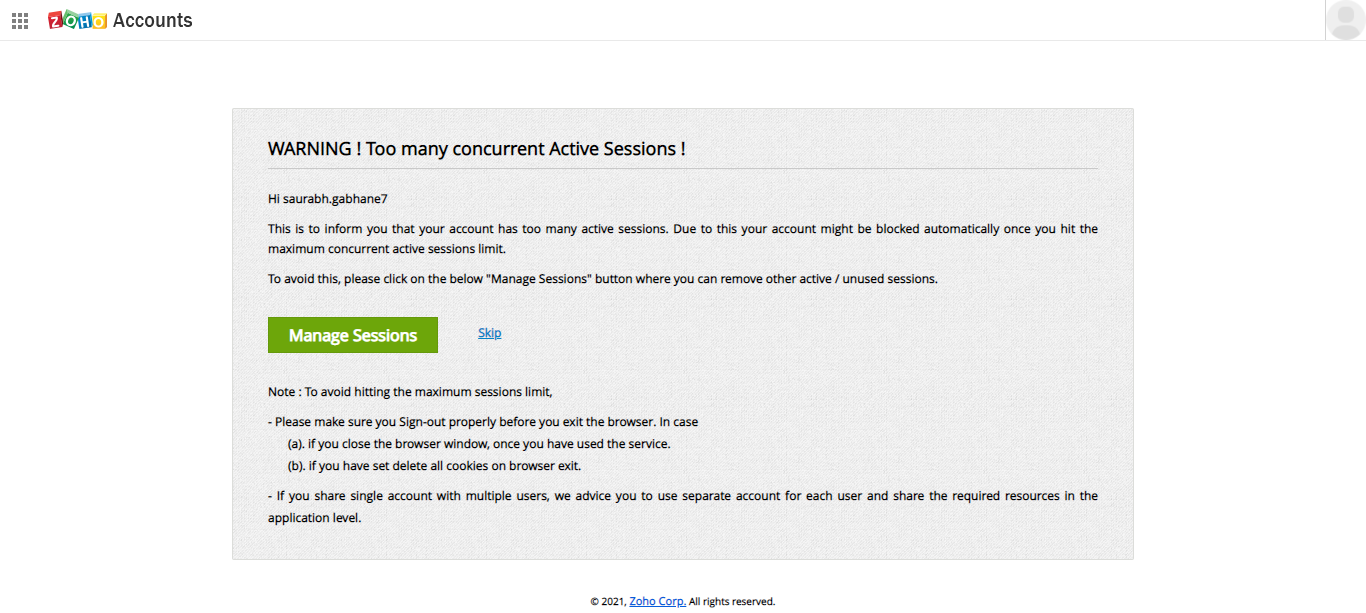 ZOHO Accounts
WARNING ! Too many concurrent Active Sessions !
Hi saurabh.gabhane7
This is to inform you that your account has too many active sessions. Due to this your account might be blocked automatically once you hit the
maximum concurrent active sessions limit.
To avoid this, please click on the below "Manage Sessions" button where you can remove other active / unused sessions.
Manage Sessions Skip
Note : To avoid hitting the maximum sessions limit,
- Please make sure you Sign-out properly before you exit the browser. In case
(a). if you close the browser window, once you have used the service.
(b). if you have set delete all cookies on browser exit.
- If you share single account with multiple users, we advice you to use separate account for each user and share the required resources in the
application level.
© 2021, Zoho Corp. All rights reserved.